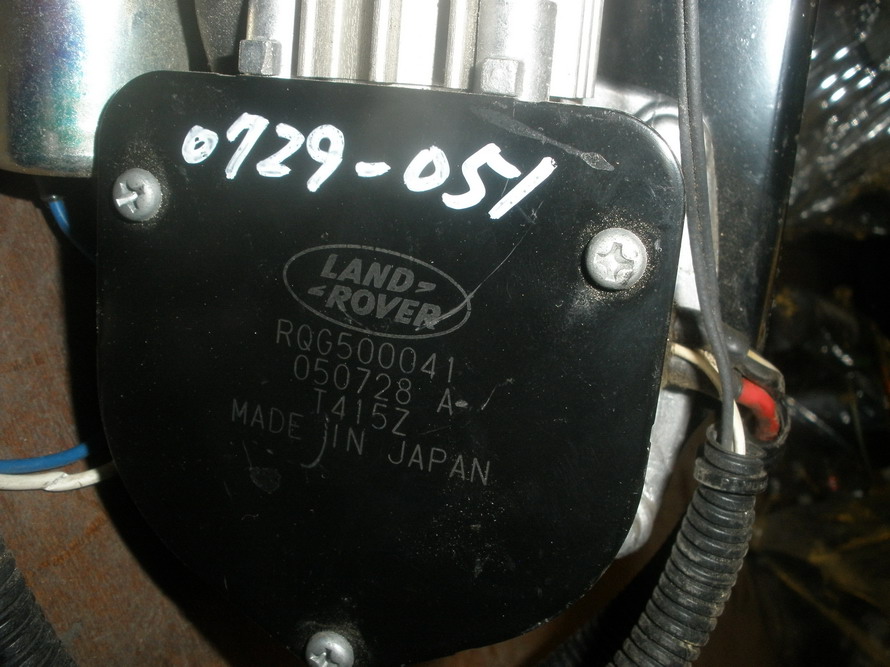 0729-051
LAND-
-ROVER
RQG500041
050728 A
T415Z
MADE IN JAPAN